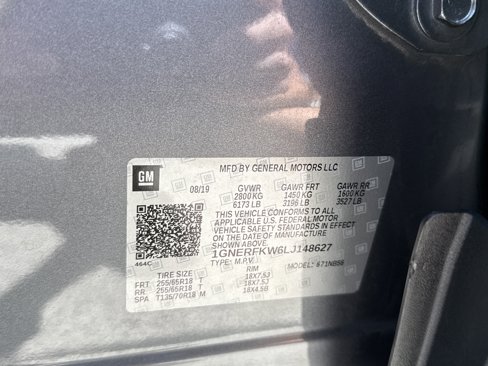 MFD BY GENERAL MOTORS LLC
GM
08/19 GVWR GAWR FRT GAWR RR
2800 KG 1450 KG 1600 KG
6173 LB 3196 LB 3527 LB
THIS VEHICLE CONFORMS TO ALL
APPLICABLE U.S. FEDERAL MOTOR
VEHICLE SAFETY STANDARDS IN EFFECT
ON THE DATE OF MANUFACTURE
1GNERFKW6LJ148627
464C TYPE: M.P.V. MODEL:
TIRE SIZE RIM
FRT 255/65R18 T 18X7.5J
RR 255/65R18 T 18X7.5J
SPA T135/70R18 M 18X4.5B